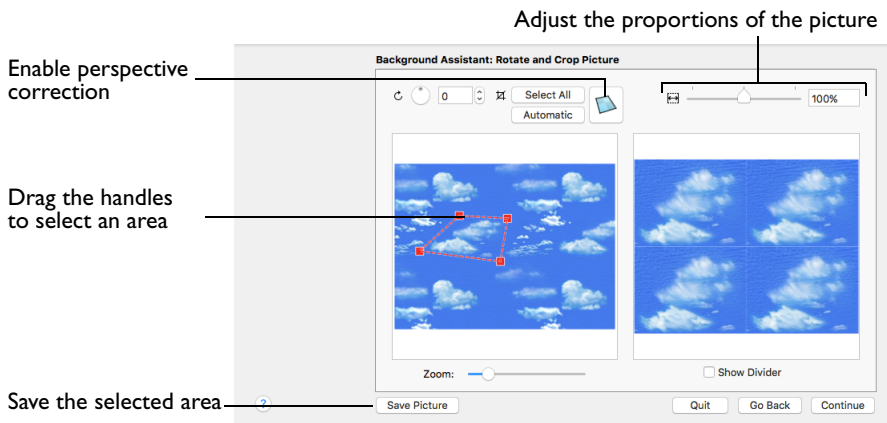 Adjust the proportions of the picture
Background Assistant: Rotate and Crop Picture
Enable perspective
correction
0
Select All
Automatic
100%
Drag the handles
to select an area
Zoom:
Show Divider
Save the selected area
?
Save Picture
Quit
Go Back
Continue